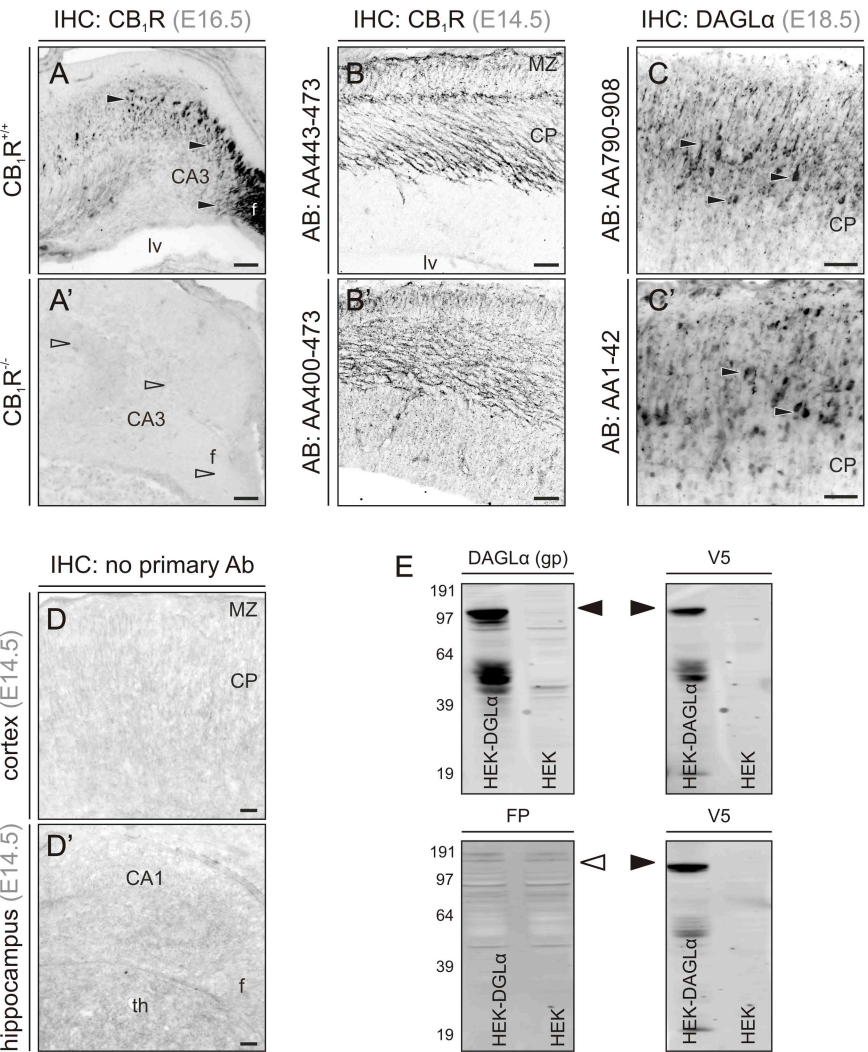 IHC: CB₁R (E16.5)
IHC: CB₁R (E14.5)
IHC: DAGLα (E18.5)
CB₁R⁺/⁺
A
CA3
f
lv
AB: AA443-473
B
MZ
CP
lv
AB: AA790-908
C
CP
CB₁R⁻/⁻
A'
CA3
f
AB: AA400-473
B'
AB: AA1-42
C'
CP
IHC: no primary Ab
cortex (E14.5)
D
MZ
CP
hippocampus (E14.5)
D'
CA1
f
th
E
DAGLα (gp)
V5
191
97
64
39
19
HEK-DGLα
HEK
HEK-DAGLα
HEK
FP
V5
191
97
64
39
19
HEK-DGLα
HEK
HEK-DAGLα
HEK